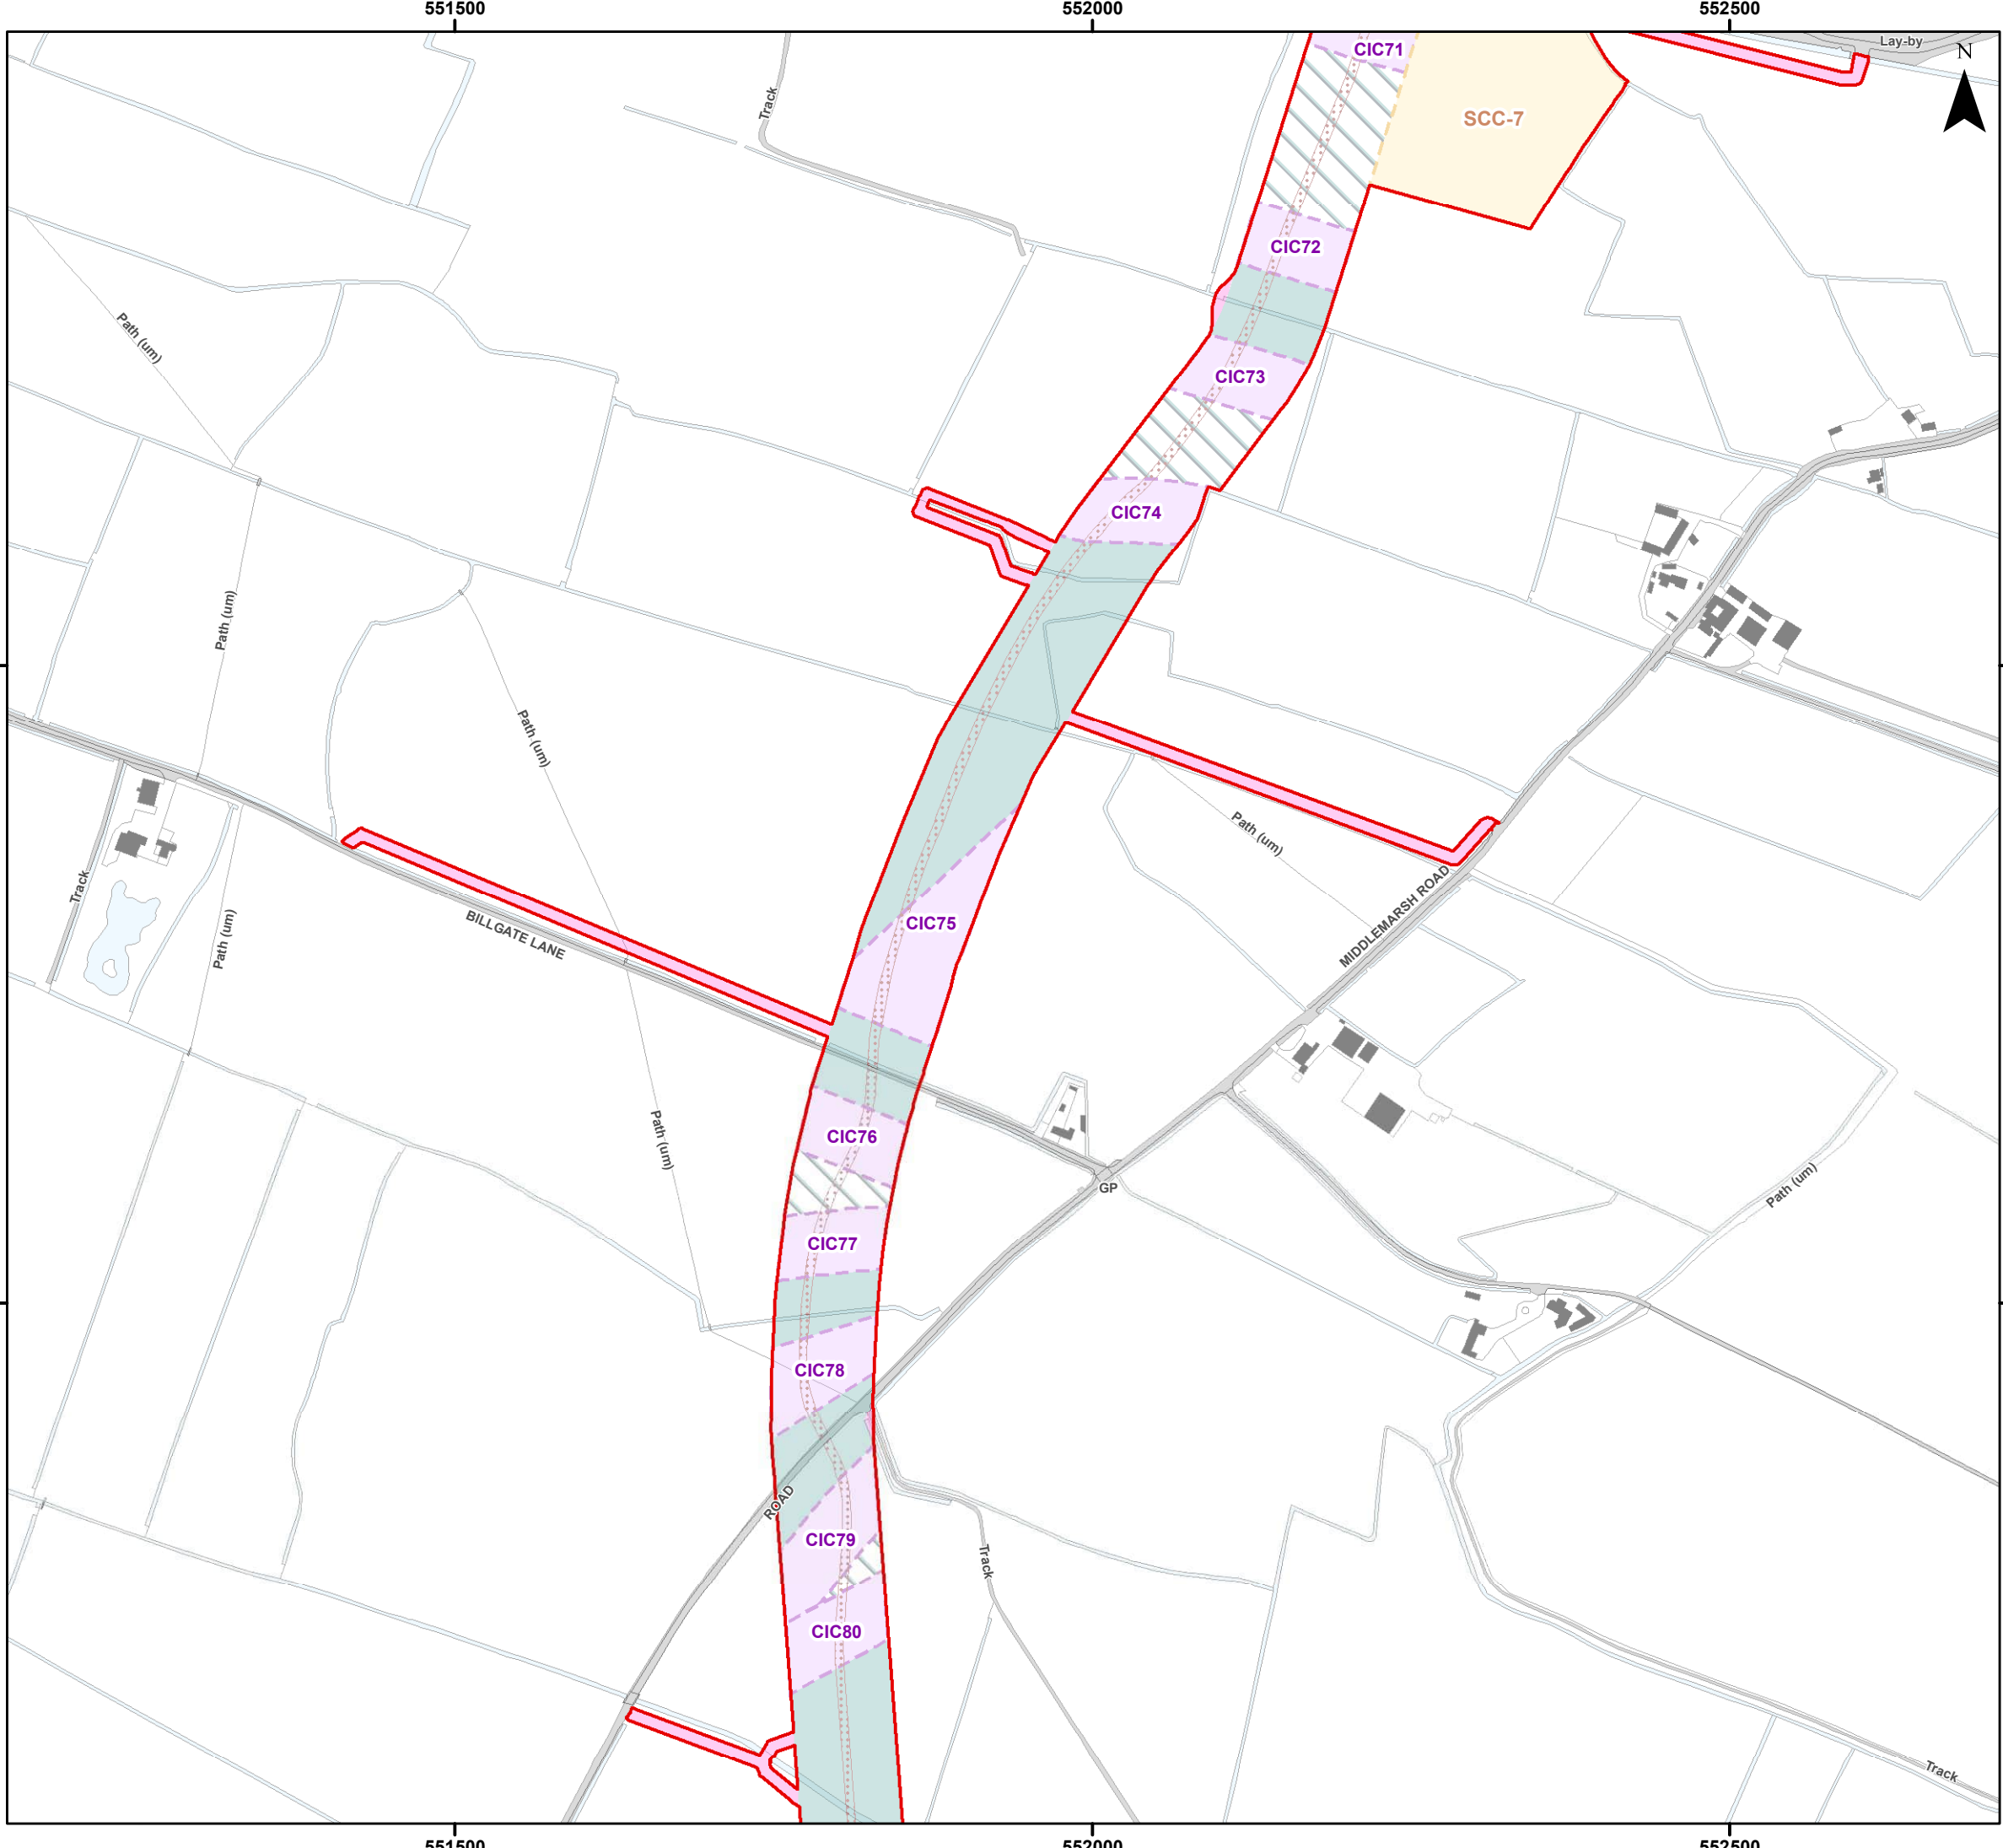 551500
552000
552500
Lay-by
N
CIC71
Track
SCC-7
CIC72
Path (um)
CIC73
CIC74
Path (um)
Path (um)
Path (um)
Track
CIC75
MIDDLEMARSH ROAD
BILLGATE LANE
Path (um)
Path (um)
CIC76
GP
Path (um)
CIC77
CIC78
ROAD
CIC79
Track
CIC80
Track
551500
552000
552500